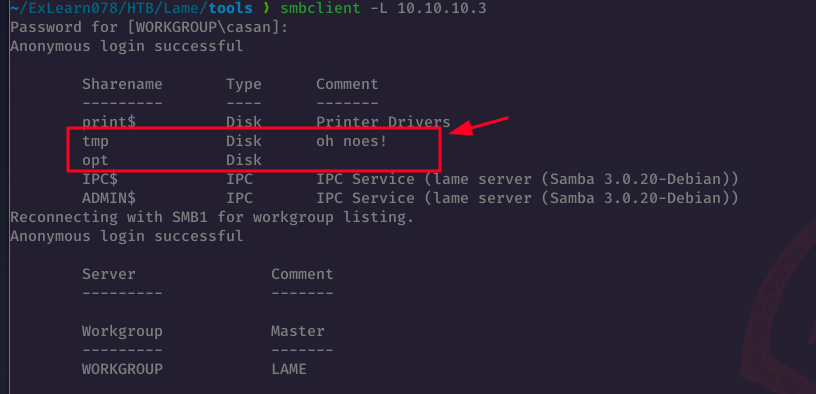 ~/ExLearn078/HTB/Lame/tools ❯ smbclient -L 10.10.10.3
Password for [WORKGROUP\casan]:
Anonymous login successful
Sharename Type Comment
--------- ---- -------
print$ Disk Printer Drivers
tmp Disk oh noes!
opt Disk
IPC$ IPC IPC Service (lame server (Samba 3.0.20-Debian))
ADMIN$ IPC IPC Service (lame server (Samba 3.0.20-Debian))
Reconnecting with SMB1 for workgroup listing.
Anonymous login successful
Server Comment
--------- -------
Workgroup Master
--------- -------
WORKGROUP LAME